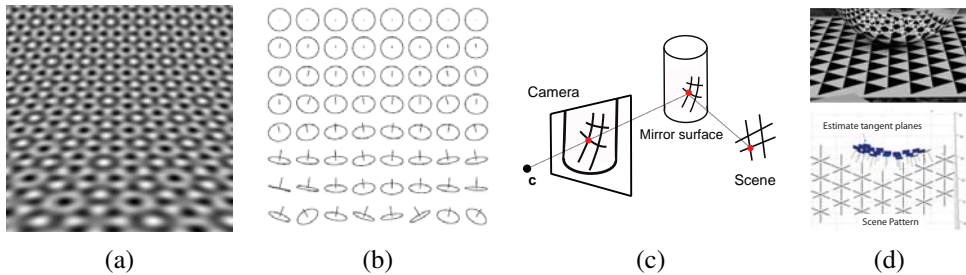 Camera
Mirror surface
c
Scene
Estimate tangent planes
Scene Pattern
(a)
(b)
(c)
(d)